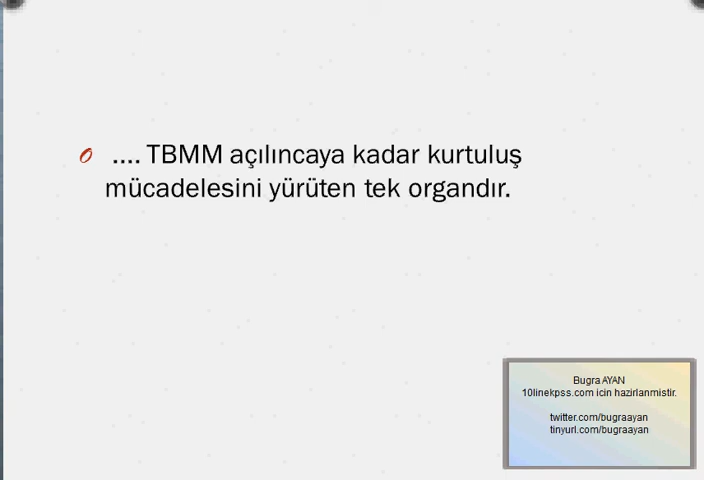 .... TBMM açılıncaya kadar kurtuluş
mücadelesini yürüten tek organdır.
Bugra AYAN
10linekpss.com icin hazirlanmistir.
twitter.com/bugraayan
tinyurl.com/bugraayan